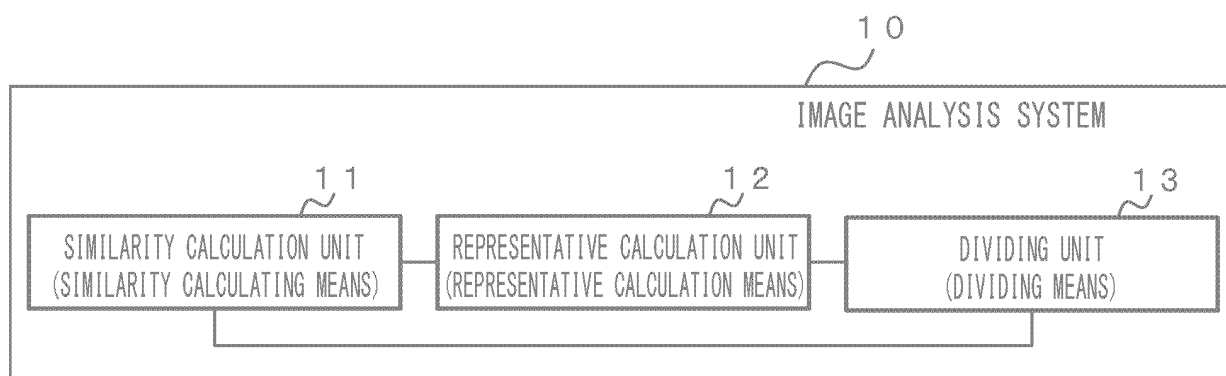 10
IMAGE ANALYSIS SYSTEM
11
12
13
SIMILARITY CALCULATION UNIT
(SIMILARITY CALCULATING MEANS)
REPRESENTATIVE CALCULATION UNIT
(REPRESENTATIVE CALCULATION MEANS)
DIVIDING UNIT
(DIVIDING MEANS)